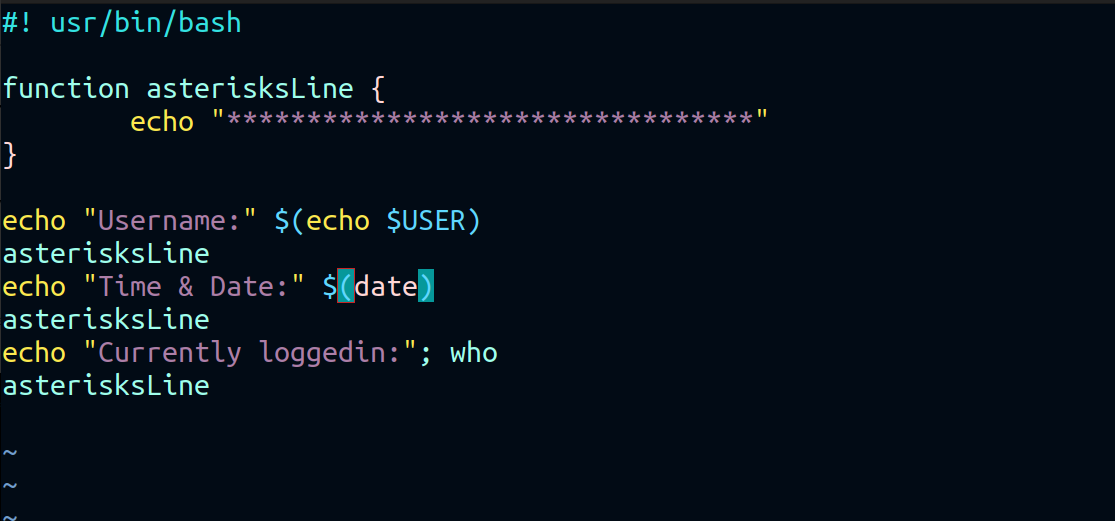 #! usr/bin/bash
function asterisksLine {
echo "*********************************"
}
echo "Username:" $(echo $USER)
asterisksLine
echo "Time & Date:" $(date)
asterisksLine
echo "Currently loggedin:"; who
asterisksLine
~
~
~